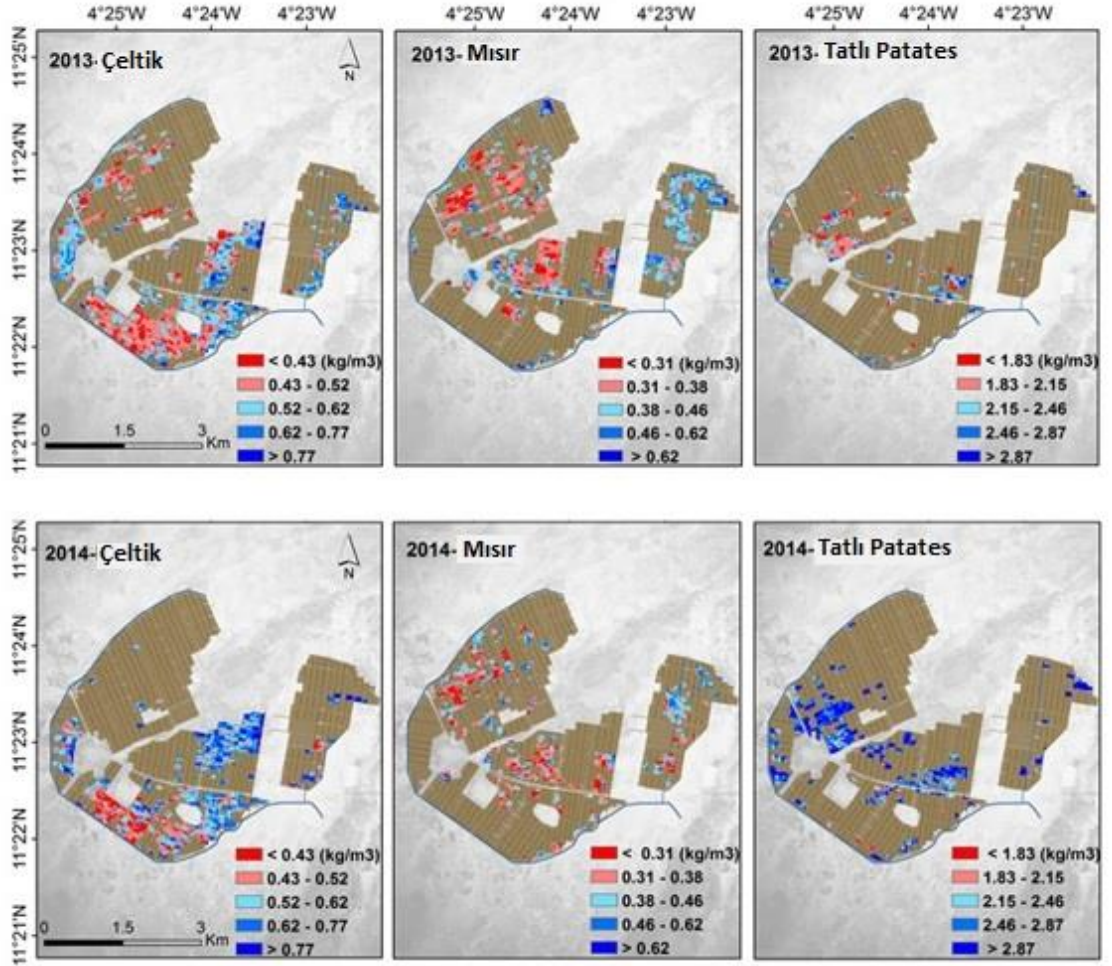 4°25'W 4°24'W 4°23'W 4°25'W 4°24'W 4°23'W 4°25'W 4°24'W 4°23'W
11°25'N
11°24'N
11°23'N
11°22'N
11°21'N
2013- Çeltik
N
< 0.43 (kg/m3)
0.43 - 0.52
0.52 - 0.62
0.62 - 0.77
> 0.77
0 1.5 3
Km
2013- Mısır
< 0.31 (kg/m3)
0.31 - 0.38
0.38 - 0.46
0.46 - 0.62
> 0.62
2013- Tatlı Patates
< 1.83 (kg/m3)
1.83 - 2.15
2.15 - 2.46
2.46 - 2.87
> 2.87
11°25'N
11°24'N
11°23'N
11°22'N
11°21'N
2014- Çeltik
N
< 0.43 (kg/m3)
0.43 - 0.52
0.52 - 0.62
0.62 - 0.77
> 0.77
0 1.5 3
Km
2014- Mısır
< 0.31 (kg/m3)
0.31 - 0.38
0.38 - 0.46
0.46 - 0.62
> 0.62
2014- Tatlı Patates
< 1.83 (kg/m3)
1.83 - 2.15
2.15 - 2.46
2.46 - 2.87
> 2.87